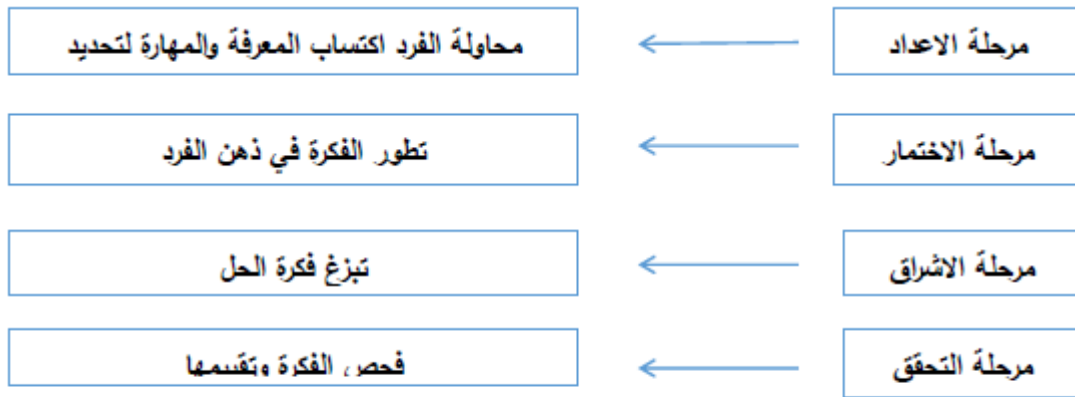 مرحلة الاعداد
محاولة الفرد اكتساب المعرفة والمهارة لتحديد
مرحلة الاختمار
تطور الفكرة في ذهن الفرد
مرحلة الاشراق
تبزغ فكرة الحل
مرحلة التحقق
فحص الفكرة وتقييمها